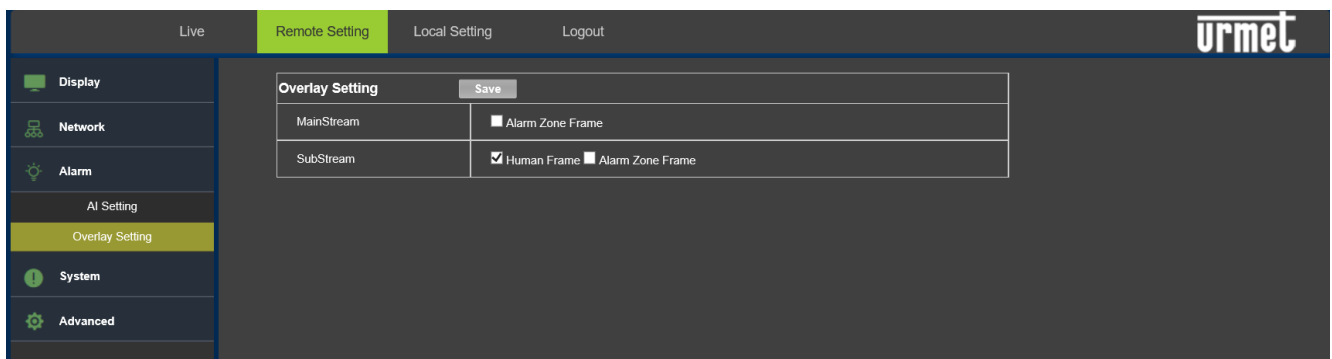 Live Remote Setting Local Setting Logout urmet
Display
Network
Alarm
AI Setting
Overlay Setting
System
Advanced
Overlay Setting Save
MainStream Alarm Zone Frame
SubStream Human Frame Alarm Zone Frame